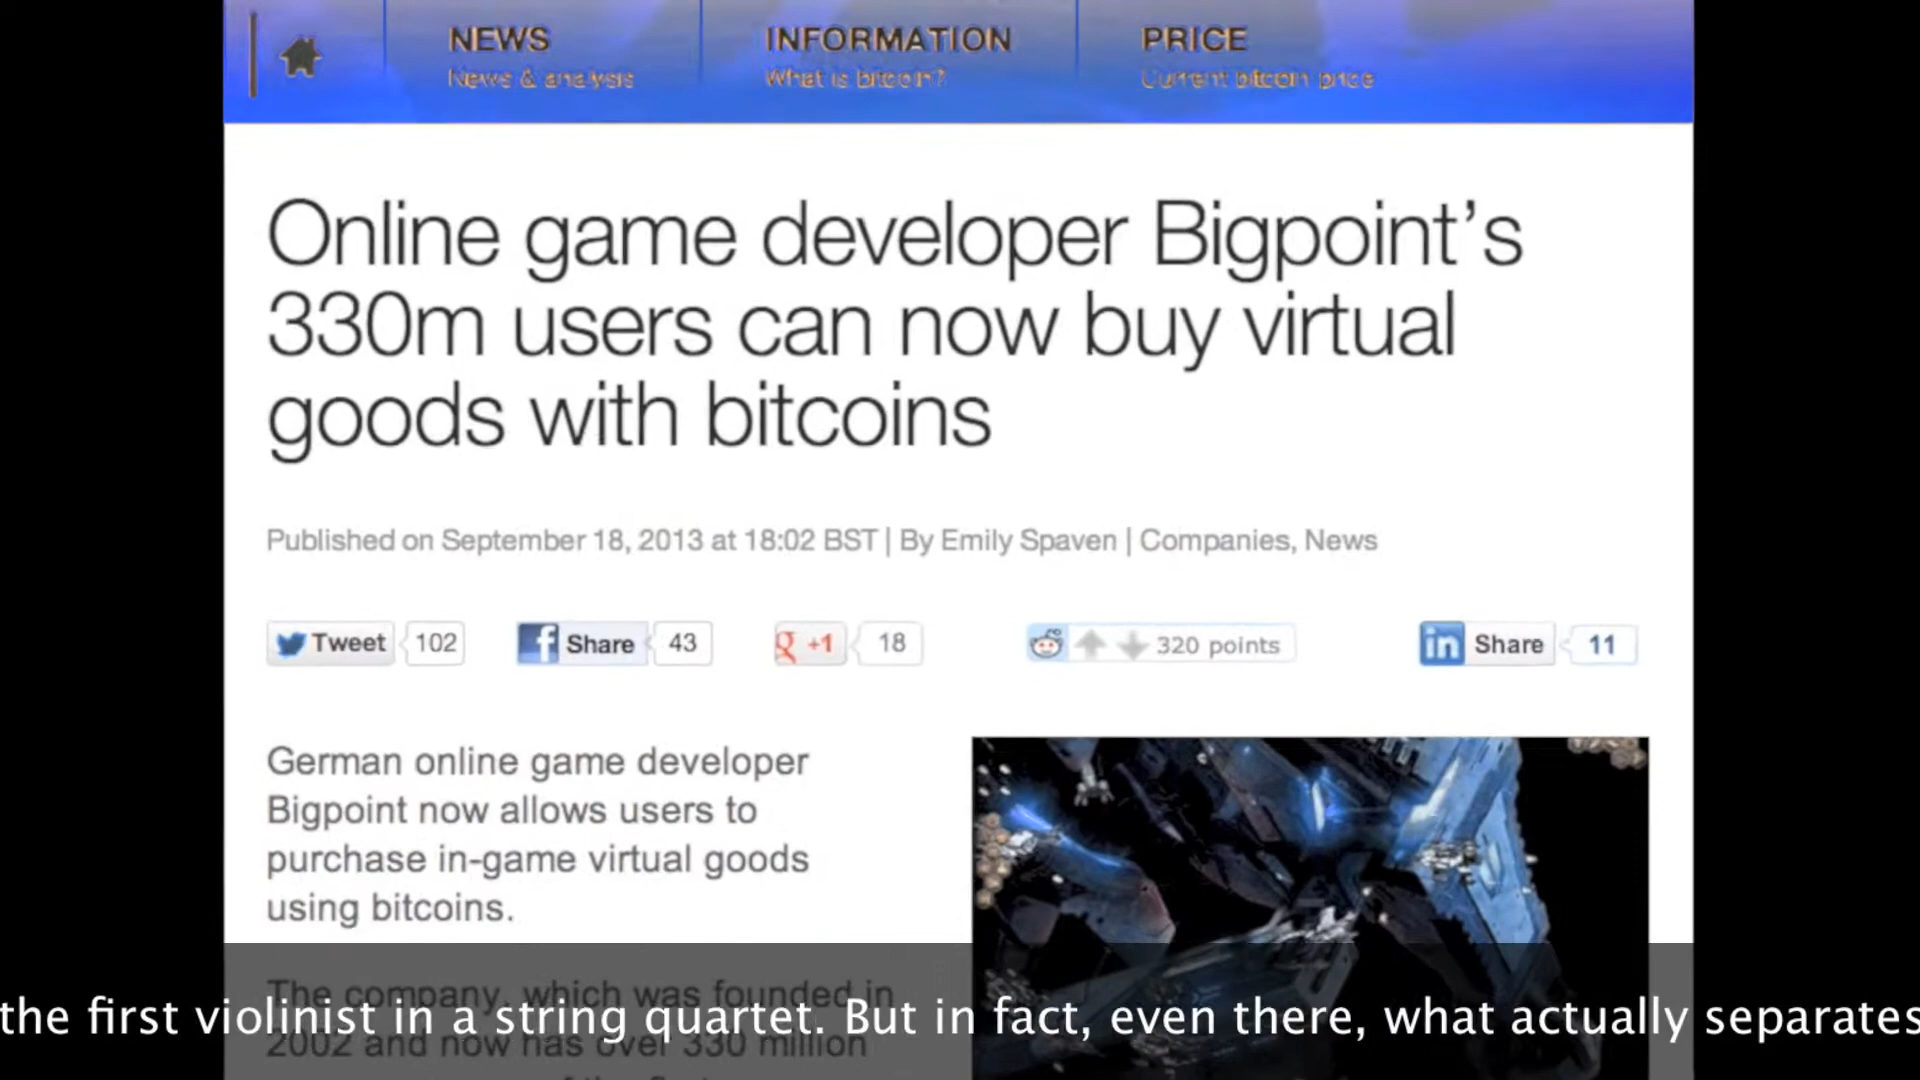 NEWS
News & analysis
INFORMATION
What is bitcoin?
PRICE
Current bitcoin price
Online game developer Bigpoint’s
330m users can now buy virtual
goods with bitcoins
Published on September 18, 2013 at 18:02 BST | By Emily Spaven | Companies, News
Tweet 102
f Share 43
g +1 18
320 points
in Share 11
German online game developer
Bigpoint now allows users to
purchase in-game virtual goods
using bitcoins.
The company, which was founded in
2002 and now has over 330 million
the first violinist in a string quartet. But in fact, even there, what actually separates